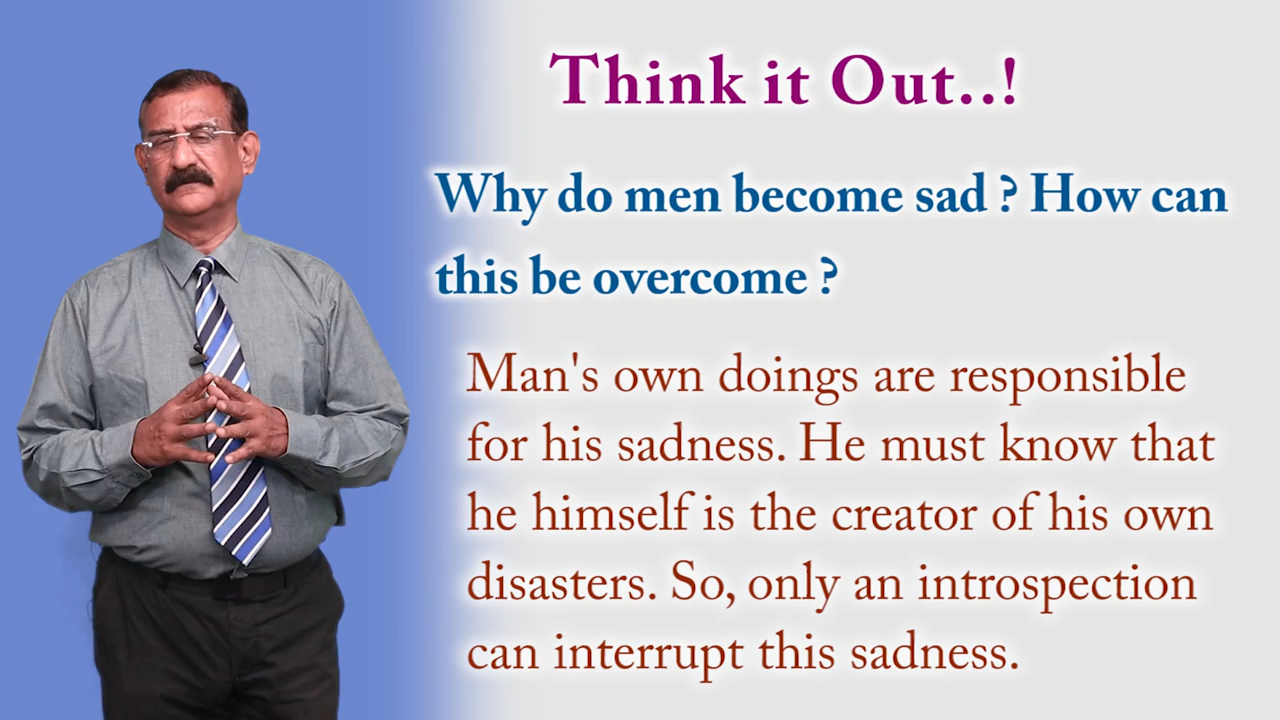 Think it Out..!
Why do men become sad ? How can
this be overcome ?
Man's own doings are responsible
for his sadness. He must know that
he himself is the creator of his own
disasters. So, only an introspection
can interrupt this sadness.